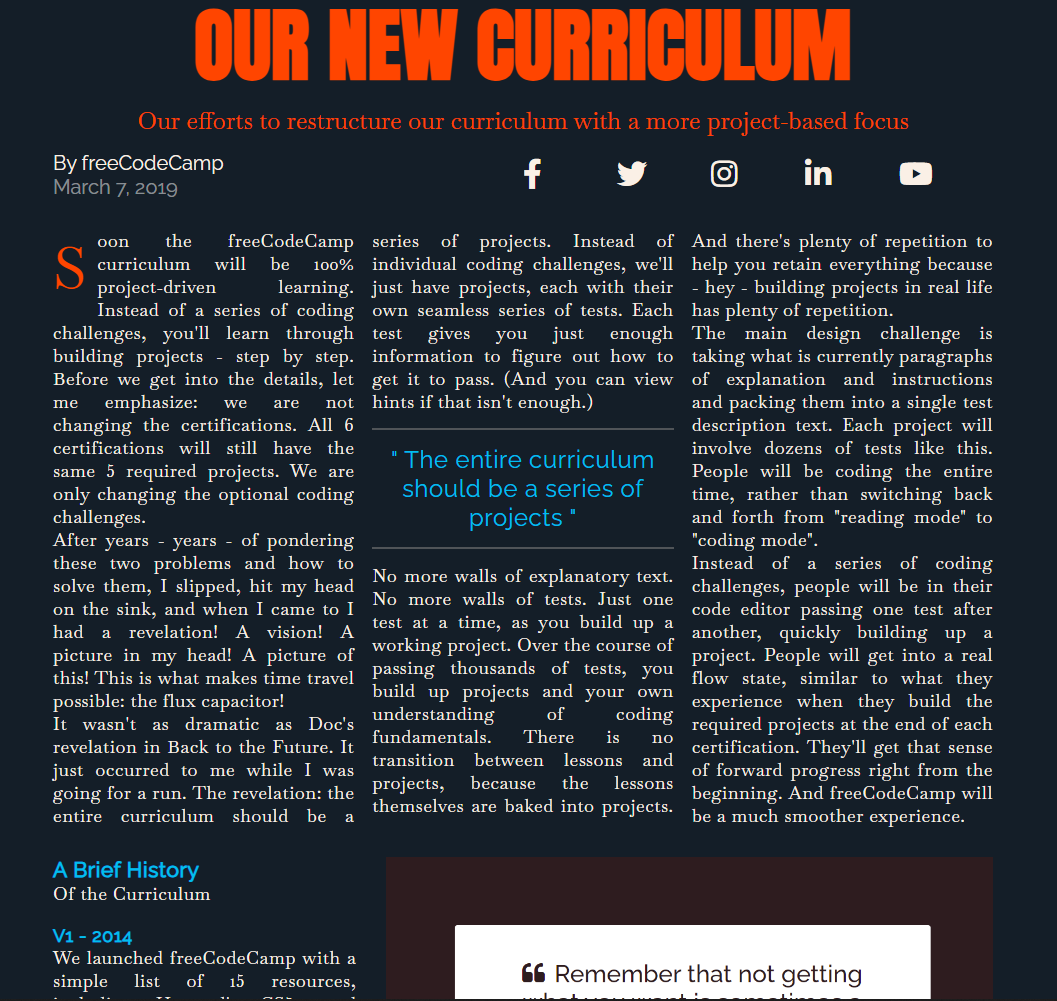 OUR NEW CURRICULUM
Our efforts to restructure our curriculum with a more project-based focus
By freeCodeCamp
March 7, 2019
Soon the freeCodeCamp
curriculum will be 100%
project-driven learning.
Instead of a series of coding
challenges, you'll learn through
building projects - step by step.
Before we get into the details, let
me emphasize: we are not
changing the certifications. All 6
certifications will still have the
same 5 required projects. We are
only changing the optional coding
challenges.
After years - years - of pondering
these two problems and how to
solve them, I slipped, hit my head
on the sink, and when I came to I
had a revelation! A vision! A
picture in my head! A picture of
this! This is what makes time travel
possible: the flux capacitor!
It wasn't as dramatic as Doc's
revelation in Back to the Future. It
just occurred to me while I was
going for a run. The revelation: the
entire curriculum should be a
series of projects. Instead of
individual coding challenges, we'll
just have projects, each with their
own seamless series of tests. Each
test gives you just enough
information to figure out how to
get it to pass. (And you can view
hints if that isn't enough.)
" The entire curriculum
should be a series of
projects "
No more walls of explanatory text.
No more walls of tests. Just one
test at a time, as you build up a
working project. Over the course of
passing thousands of tests, you
build up projects and your own
understanding of coding
fundamentals. There is no
transition between lessons and
projects, because the lessons
themselves are baked into projects.
And there's plenty of repetition to
help you retain everything because
- hey - building projects in real life
has plenty of repetition.
The main design challenge is
taking what is currently paragraphs
of explanation and instructions
and packing them into a single test
description text. Each project will
involve dozens of tests like this.
People will be coding the entire
time, rather than switching back
and forth from "reading mode" to
"coding mode".
Instead of a series of coding
challenges, people will be in their
code editor passing one test after
another, quickly building up a
project. People will get into a real
flow state, similar to what they
experience when they build the
required projects at the end of each
certification. They'll get that sense
of forward progress right from the
beginning. And freeCodeCamp will
be a much smoother experience.
A Brief History
Of the Curriculum
V1 - 2014
We launched freeCodeCamp with a
simple list of 15 resources,
❝ Remember that not getting
what you want is sometimes a